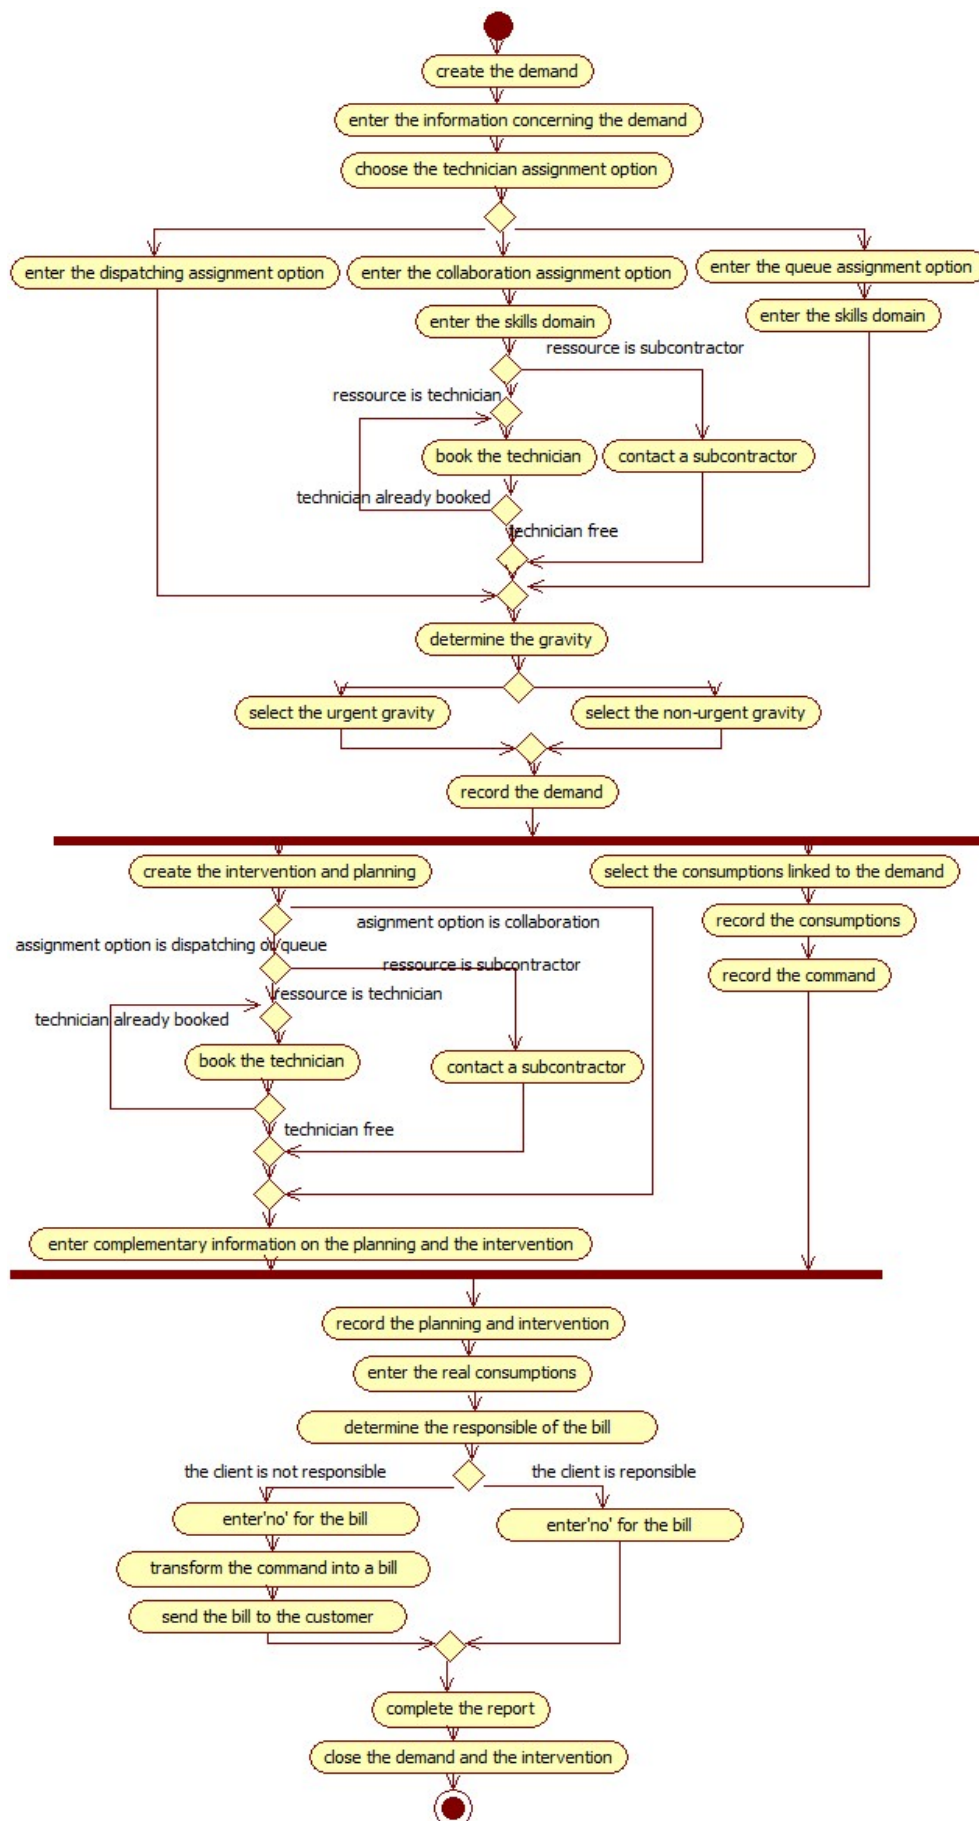 create the demand
enter the information concerning the demand
choose the technician assignment option
enter the dispatching assignment option
enter the collaboration assignment option
enter the queue assignment option
enter the skills domain
enter the skills domain
ressource is subcontractor
ressource is technician
book the technician
contact a subcontractor
technician already booked
technician free
determine the gravity
select the urgent gravity
select the non-urgent gravity
record the demand
create the intervention and planning
select the consumptions linked to the demand
asignment option is collaboration
record the consumptions
assignment option is dispatching or queue
ressource is subcontractor
record the command
ressource is technician
technician already booked
book the technician
contact a subcontractor
technician free
enter complementary information on the planning and the intervention
record the planning and intervention
enter the real consumptions
determine the responsible of the bill
the client is not responsible
the client is reponsible
enter'no' for the bill
enter'no' for the bill
transform the command into a bill
send the bill to the customer
complete the report
close the demand and the intervention